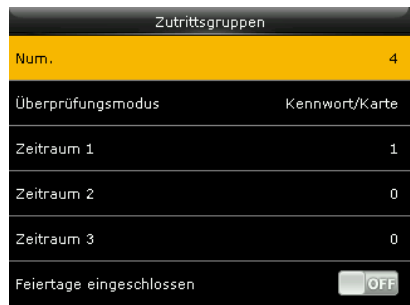 Zutrittsgruppen
Num. 4
Überprüfungsmodus Kennwort/Karte
Zeitraum 1 1
Zeitraum 2 0
Zeitraum 3 0
Feiertage eingeschlossen OFF